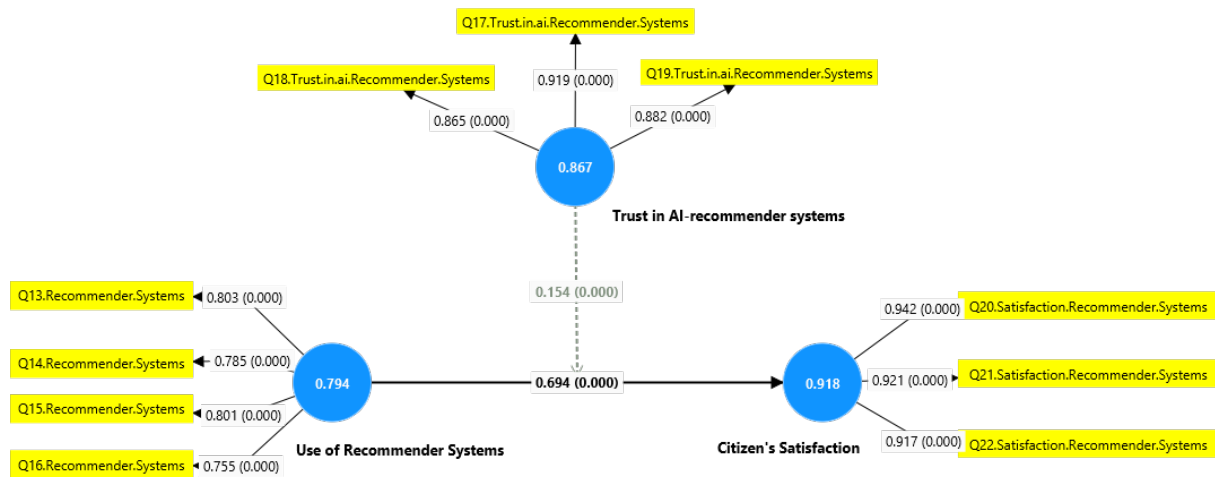 Q17.Trust.in.ai.Recommender.Systems
Q18.Trust.in.ai.Recommender.Systems
Q19.Trust.in.ai.Recommender.Systems
0.919 (0.000)
0.865 (0.000)
0.882 (0.000)
0.867
Trust in AI-recommender systems
0.154 (0.000)
Q13.Recommender.Systems
0.803 (0.000)
Q14.Recommender.Systems
0.785 (0.000)
Q15.Recommender.Systems
0.801 (0.000)
Q16.Recommender.Systems
0.755 (0.000)
0.794
Use of Recommender Systems
0.694 (0.000)
0.918
Citizen's Satisfaction
0.942 (0.000)
Q20.Satisfaction.Recommender.Systems
0.921 (0.000)
Q21.Satisfaction.Recommender.Systems
0.917 (0.000)
Q22.Satisfaction.Recommender.Systems